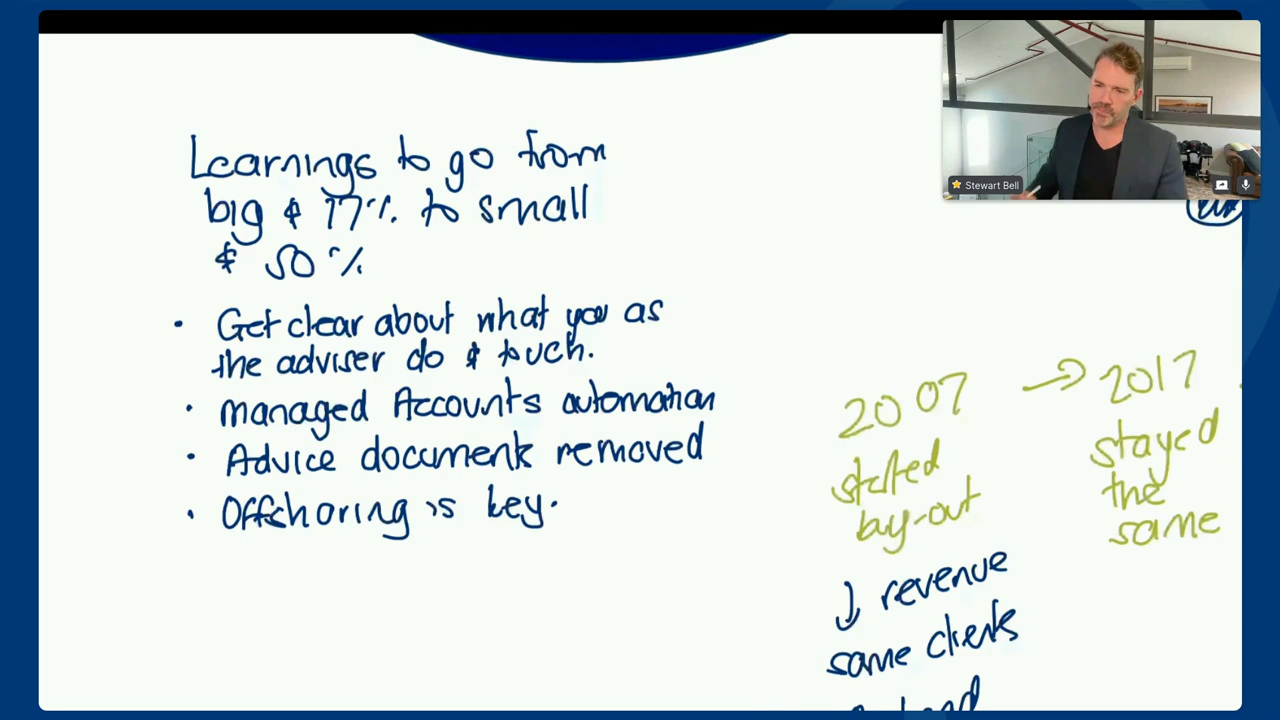 Learnings to go from
big & 17% to small
& 50%
• Get clear about what you as
the adviser do & touch.
• Managed Accounts automation
• Advice document removed
• Offshoring is key.
2007 → 2017
started
buy-out
stayed
the
same
↓ revenue
same clients
Stewart Bell